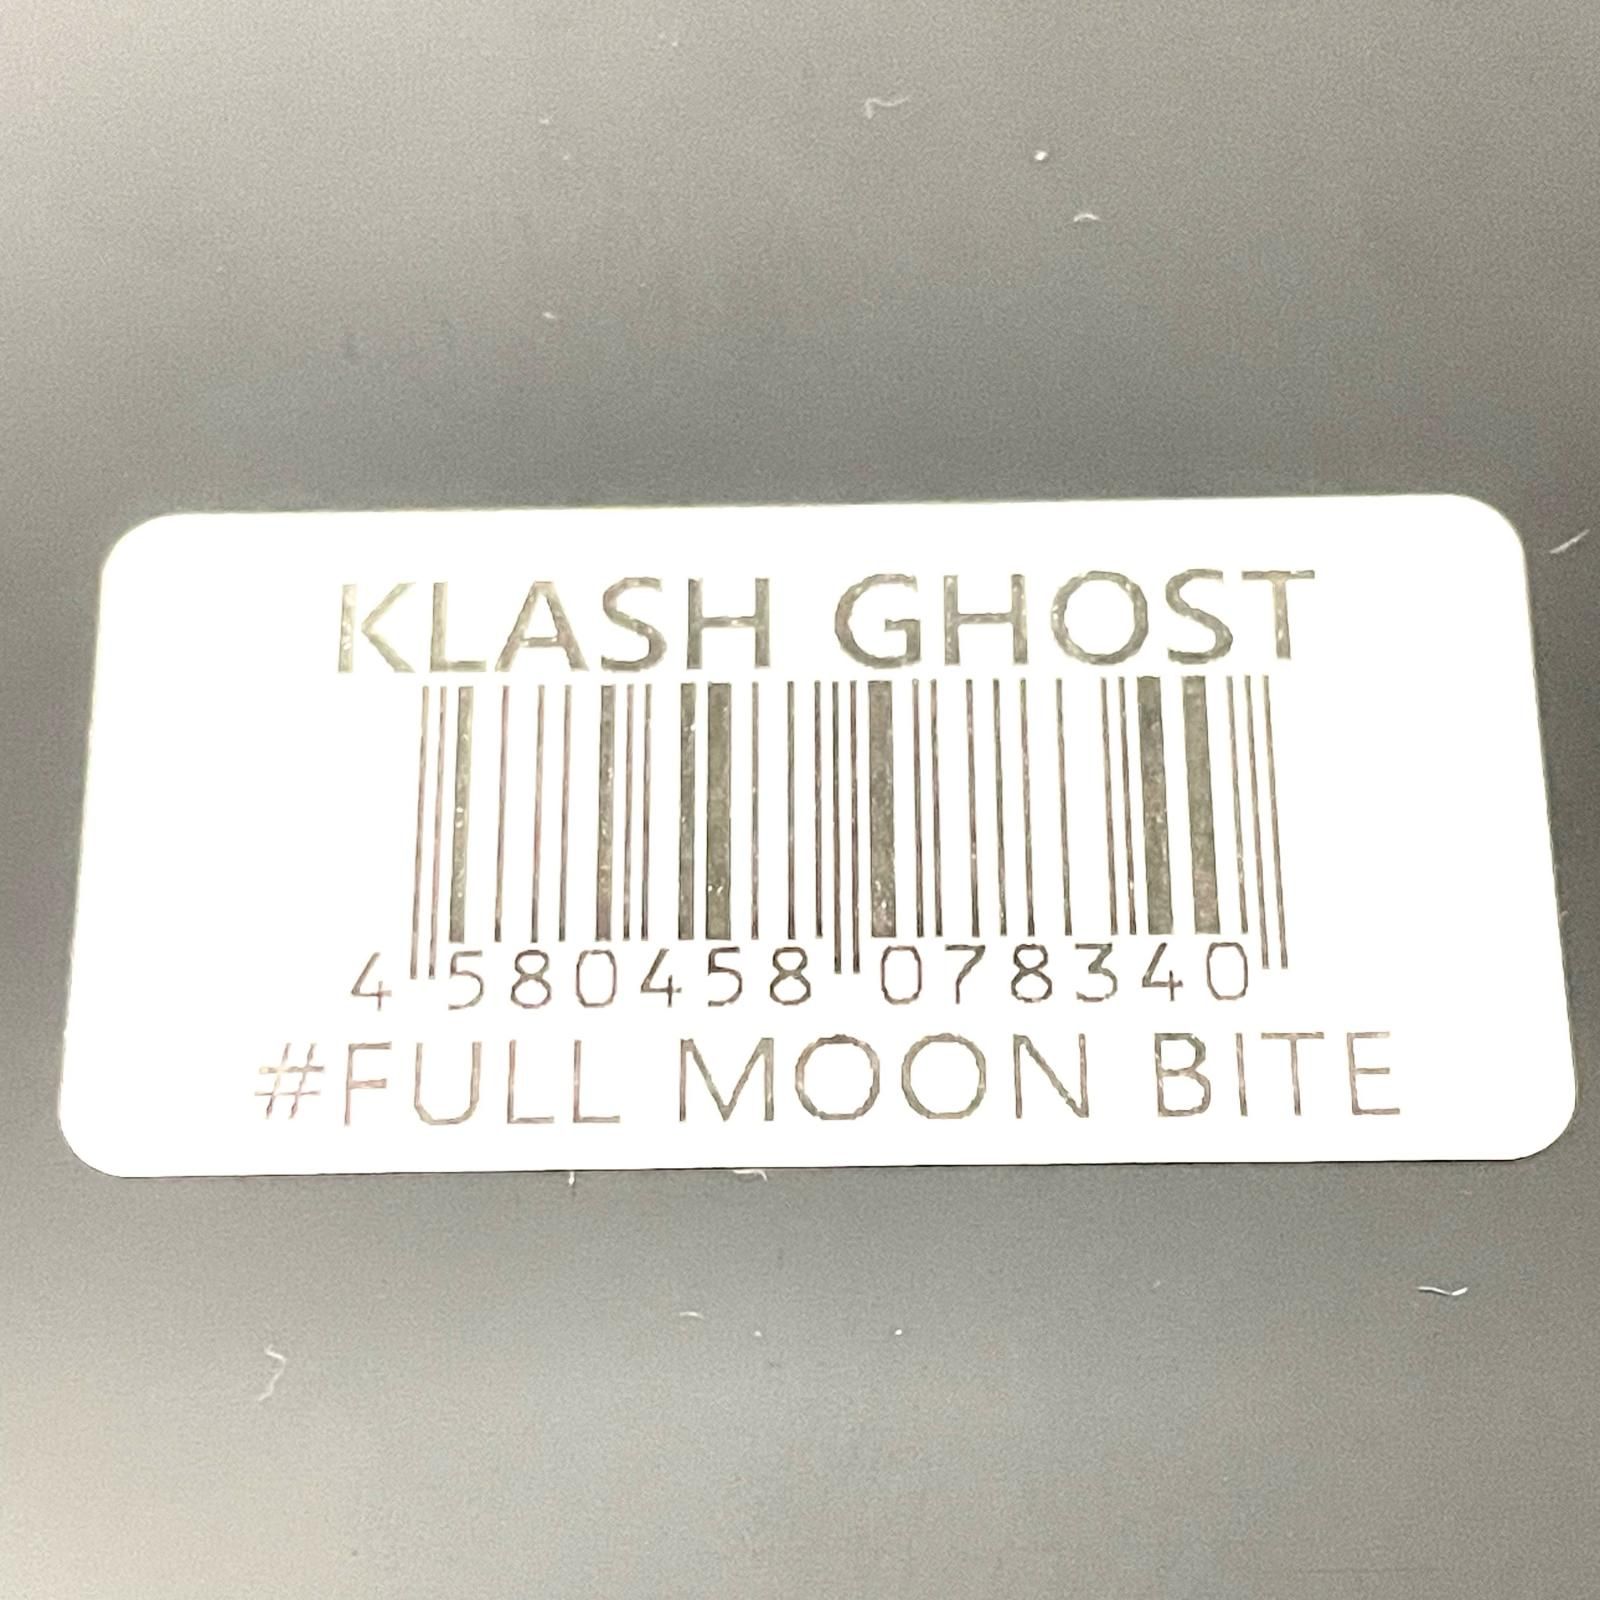 KLASH GHOST
4 580458 078340
#FULL MOON BITE